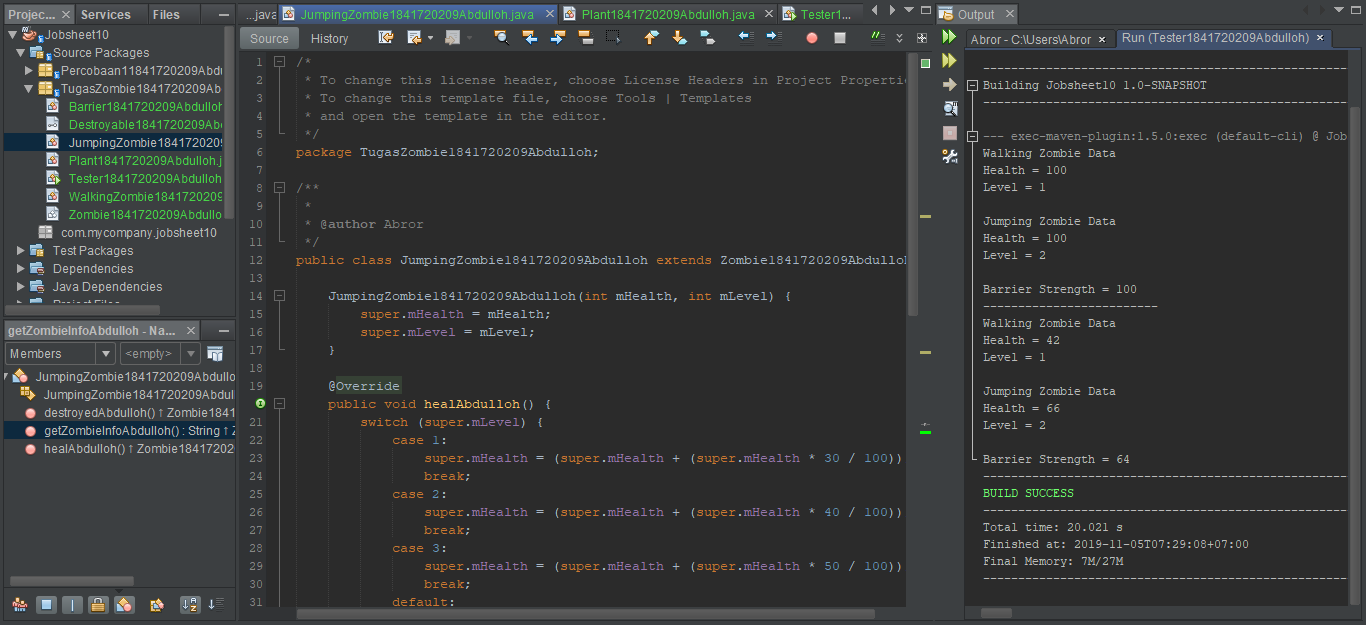 Projec... ×
Services
Files
Jobsheet10
Source Packages
Percobaan11841720209Abdu
TugasZombie1841720209Ab
Barrier1841720209Abdulloh
Destroyable1841720209Ab
JumpingZombie184172020
Plant1841720209Abdulloh.j
Tester1841720209Abdulloh
WalkingZombie1841720209
Zombie1841720209Abdullo
com.mycompany.jobsheet10
Test Packages
Dependencies
Java Dependencies
Project Files
getZombieInfoAbdulloh - Na... ×
Members
<empty>
JumpingZombie1841720209Abdullo
JumpingZombie1841720209Abdul
destroyedAbdulloh() ↑ Zombie1841
getZombieInfoAbdulloh() : String ↑ Z
healAbdulloh() ↑ Zombie18417202
...java
JumpingZombie1841720209Abdulloh.java ×
Plant1841720209Abdulloh.java ×
Tester1...
Source
History
1 /*
2 * To change this license header, choose License Headers in Project Propertie
3 * To change this template file, choose Tools | Templates
4 * and open the template in the editor.
5 */
6 package TugasZombie1841720209Abdulloh;
7
8 /**
9 *
10 * @author Abror
11 */
12 public class JumpingZombie1841720209Abdulloh extends Zombie1841720209Abdulloh
13
14 JumpingZombie1841720209Abdulloh(int mHealth, int mLevel) {
15 super.mHealth = mHealth;
16 super.mLevel = mLevel;
17 }
18
19 @Override
public void healAbdulloh() {
21 switch (super.mLevel) {
22 case 1:
23 super.mHealth = (super.mHealth + (super.mHealth * 30 / 100))
24 break;
25 case 2:
26 super.mHealth = (super.mHealth + (super.mHealth * 40 / 100))
27 break;
28 case 3:
29 super.mHealth = (super.mHealth + (super.mHealth * 50 / 100))
30 break;
31 default:
Output ×
Abror - C:\Users\Abror ×
Run (Tester1841720209Abdulloh) ×
------------------------------------------------
Building Jobsheet10 1.0-SNAPSHOT
------------------------------------------------
--- exec-maven-plugin:1.5.0:exec (default-cli) @ Job
Walking Zombie Data
Health = 100
Level = 1
Jumping Zombie Data
Health = 100
Level = 2
Barrier Strength = 100
--------------------------
Walking Zombie Data
Health = 42
Level = 1
Jumping Zombie Data
Health = 66
Level = 2
Barrier Strength = 64
------------------------------------------------
BUILD SUCCESS
------------------------------------------------
Total time: 20.021 s
Finished at: 2019-11-05T07:29:08+07:00
Final Memory: 7M/27M
------------------------------------------------